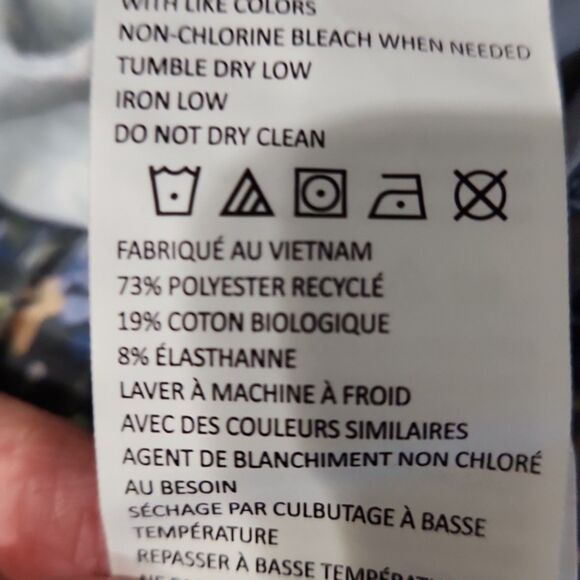 WITH LIKE COLORS
NON-CHLORINE BLEACH WHEN NEEDED
TUMBLE DRY LOW
IRON LOW
DO NOT DRY CLEAN
FABRIQUÉ AU VIETNAM
73% POLYESTER RECYCLÉ
19% COTON BIOLOGIQUE
8% ÉLASTHANNE
LAVER À MACHINE À FROID
AVEC DES COULEURS SIMILAIRES
AGENT DE BLANCHIMENT NON CHLORÉ
AU BESOIN
SÉCHAGE PAR CULBUTAGE À BASSE
TEMPÉRATURE
REPASSER À BASSE TEMPÉRATURE